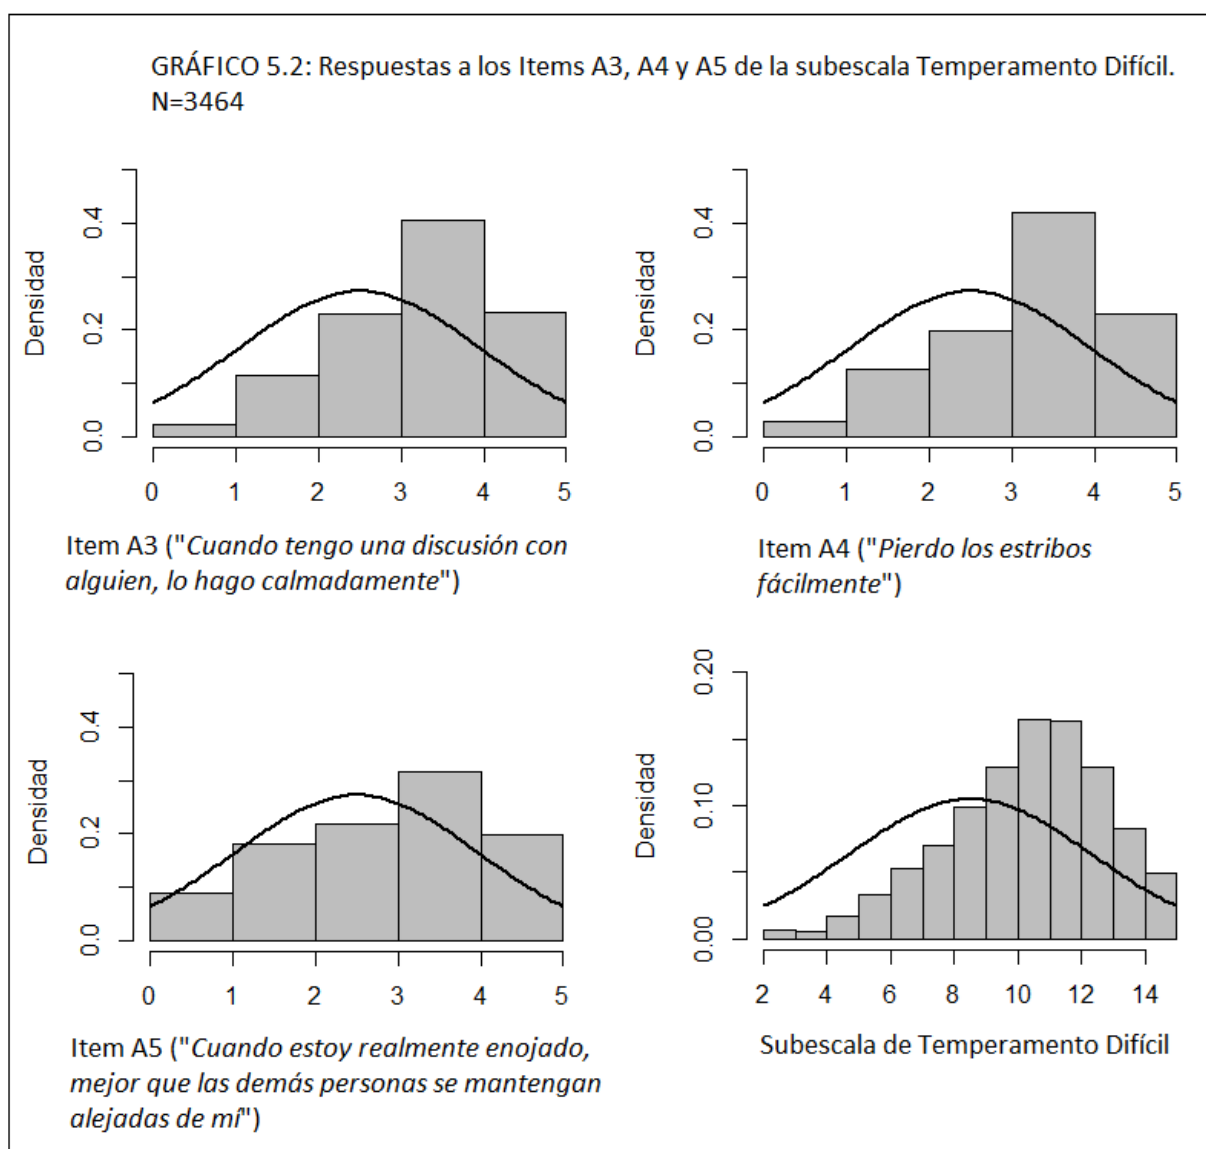 GRÁFICO 5.2: Respuestas a los Items A3, A4 y A5 de la subescala Temperamento Difícil.
N=3464
Densidad
0.0 0.2 0.4
0 1 2 3 4 5
Item A3 ("Cuando tengo una discusión con
alguien, lo hago calmadamente")
Densidad
0.0 0.2 0.4
0 1 2 3 4 5
Item A4 ("Pierdo los estribos
fácilmente")
Densidad
0.0 0.2 0.4
0 1 2 3 4 5
Item A5 ("Cuando estoy realmente enojado,
mejor que las demás personas se mantengan
alejadas de mí")
Densidad
0.00 0.10 0.20
2 4 6 8 10 12 14
Subescala de Temperamento Difícil